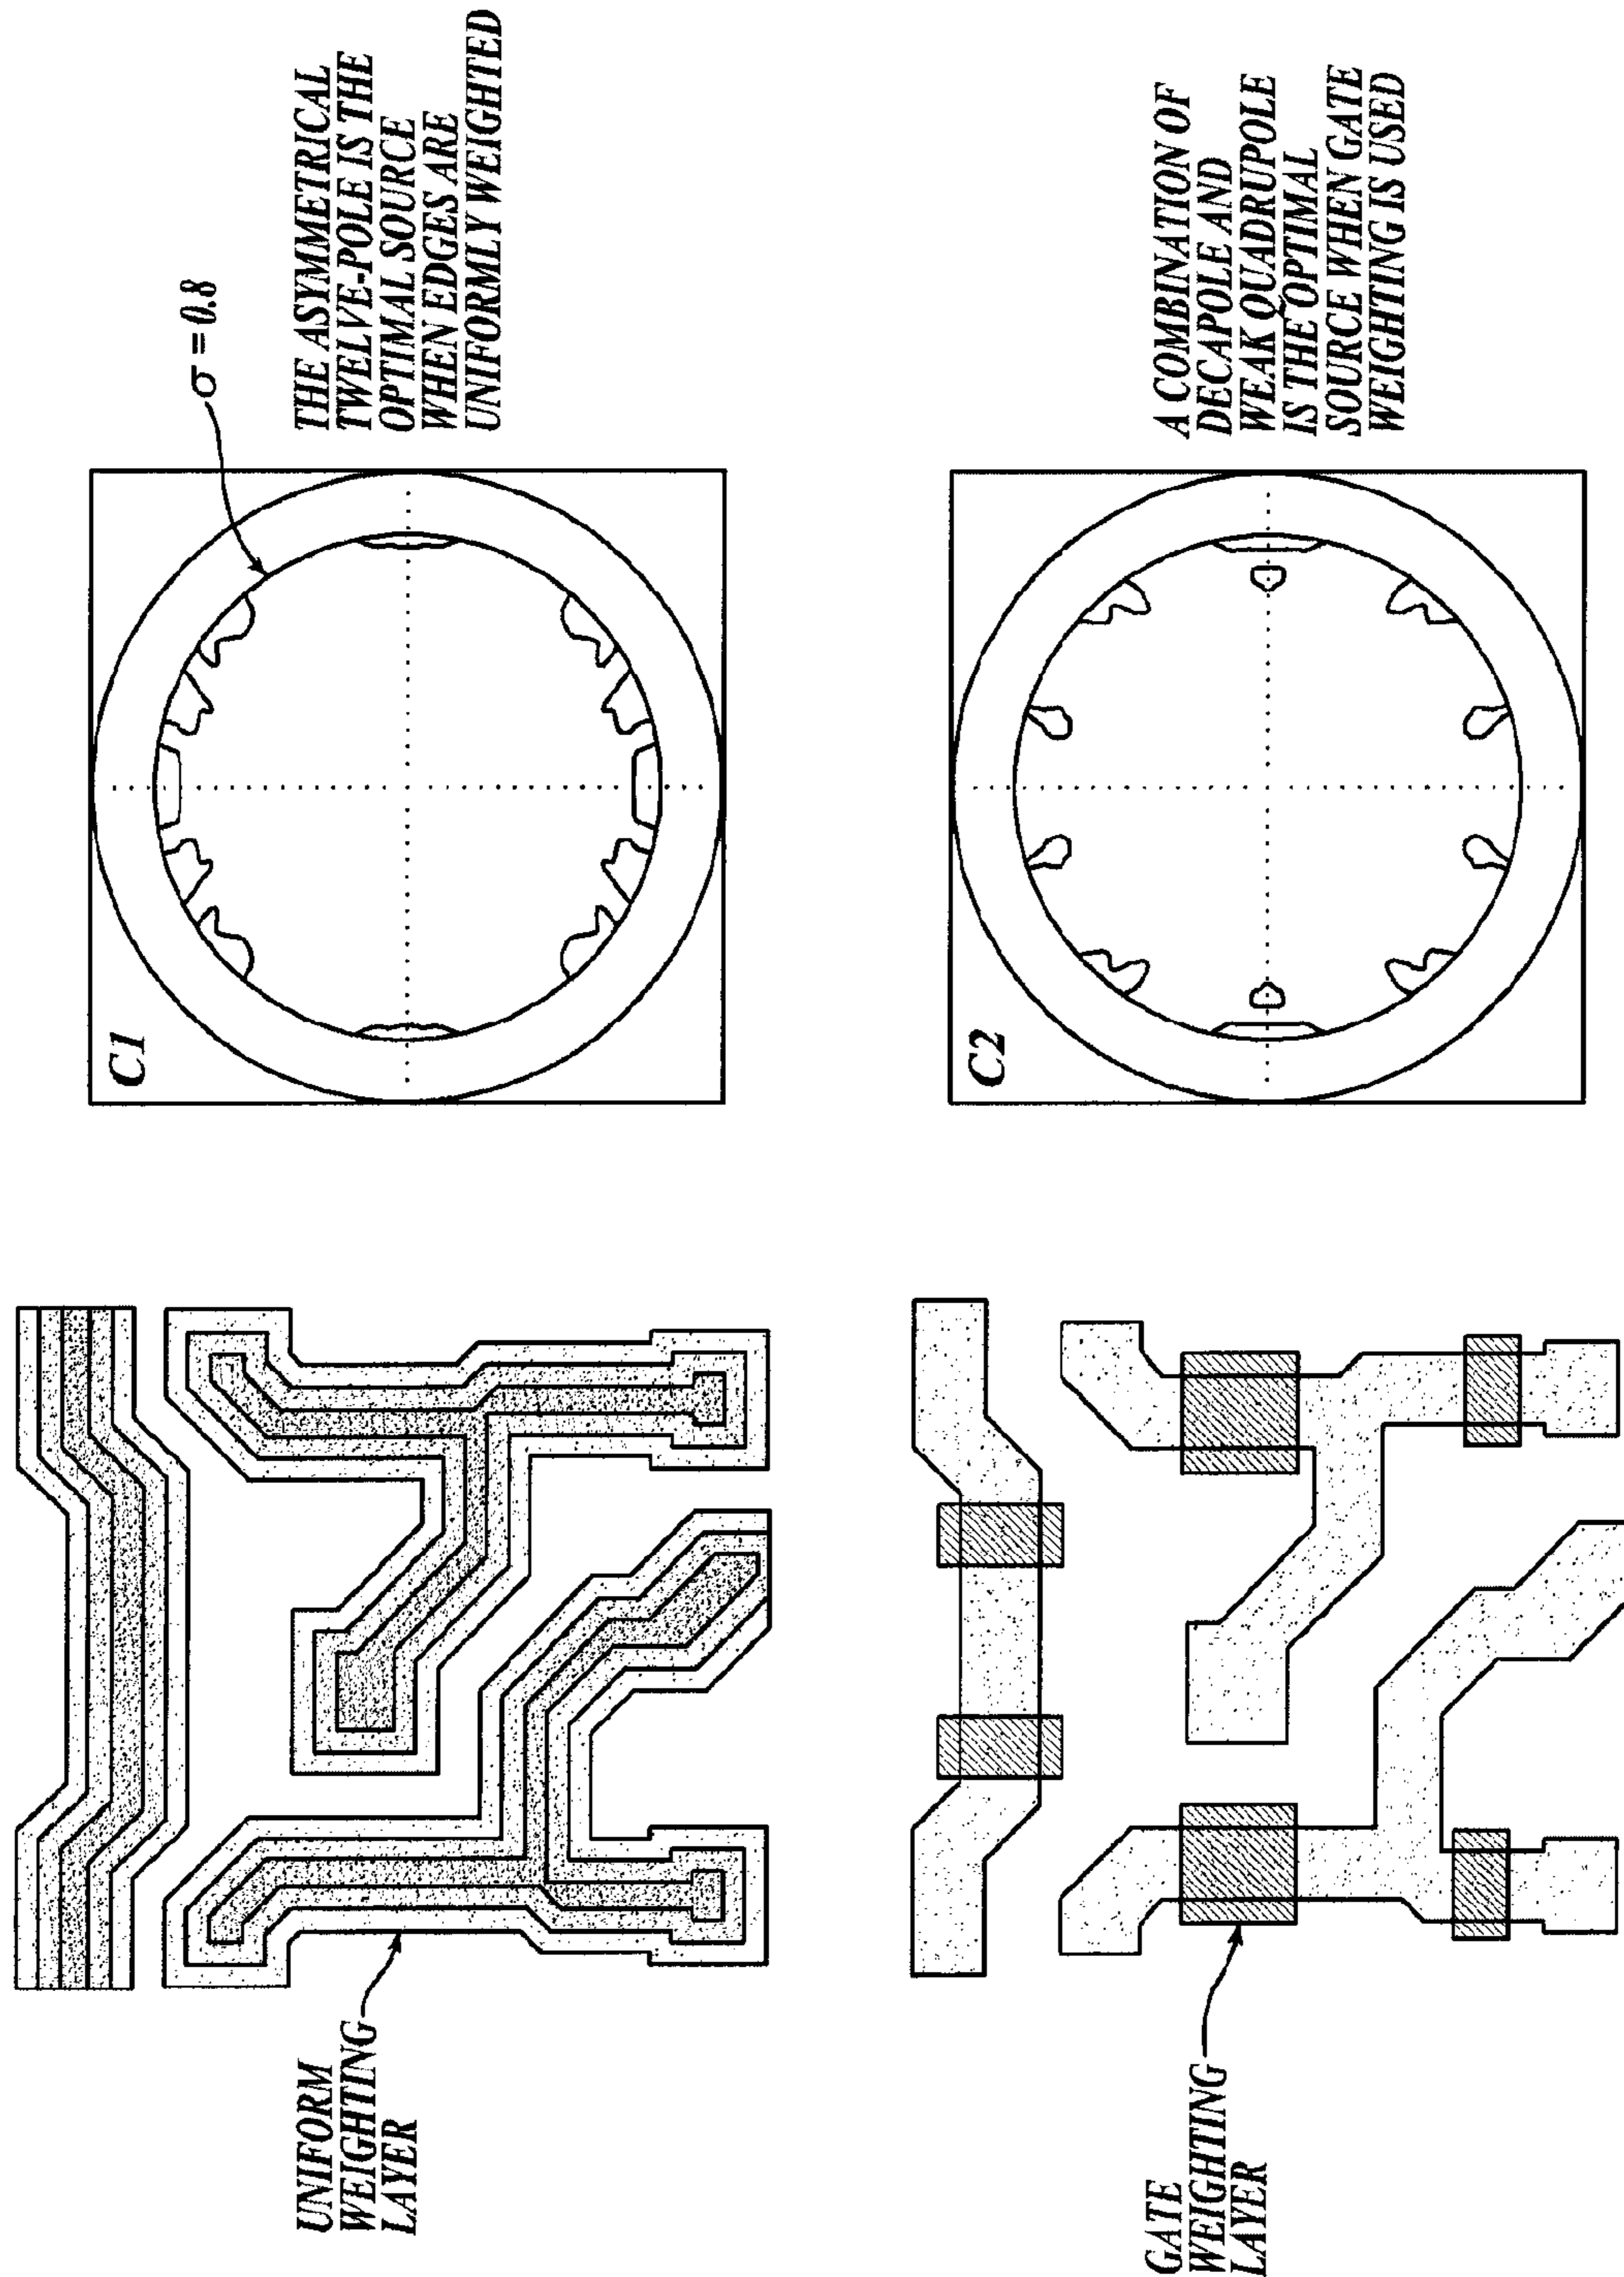 UNIFORM
WEIGHTING
LAYER
C1
σ = 0.8
THE ASYMMETRICAL
TWELVE-POLE IS THE
OPTIMAL SOURCE
WHEN EDGES ARE
UNIFORMLY WEIGHTED
GATE
WEIGHTING
LAYER
C2
A COMBINATION OF
DECAPOLE AND
WEAK QUADRUPOLE
IS THE OPTIMAL
SOURCE WHEN GATE
WEIGHTING IS USED